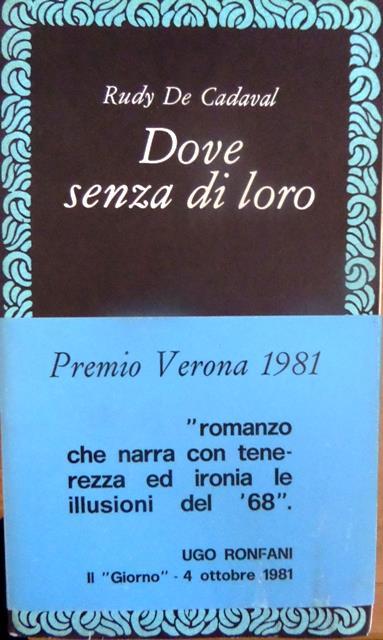 Rudy De Cadaval
Dove
senza di loro
Premio Verona 1981
"romanzo
che narra con tene-
rezza ed ironia le
illusioni del '68".
UGO RONFANI
Il "Giorno" - 4 ottobre 1981